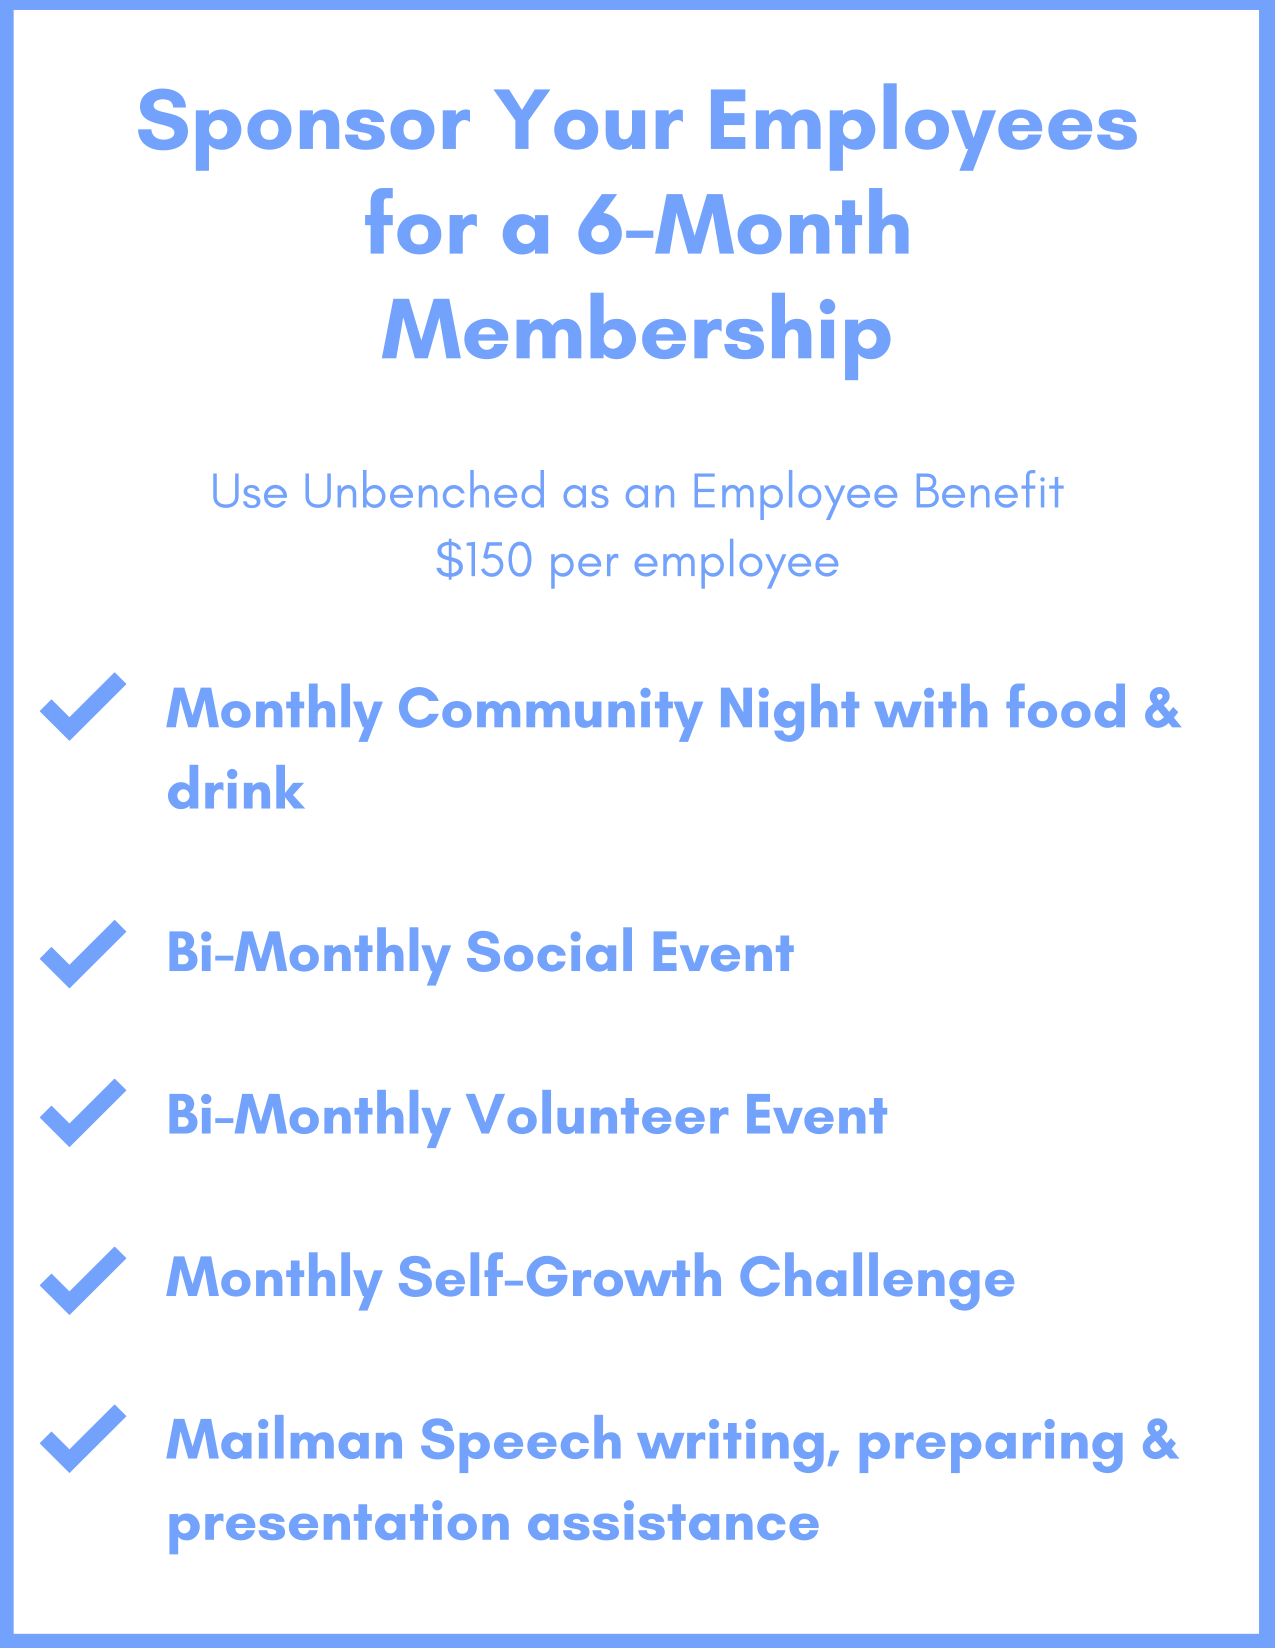 Sponsor Your Employees
for a 6-Month
Membership
Use Unbenched as an Employee Benefit
$150 per employee
Monthly Community Night with food &
drink
Bi-Monthly Social Event
Bi-Monthly Volunteer Event
Monthly Self-Growth Challenge
Mailman Speech writing, preparing &
presentation assistance